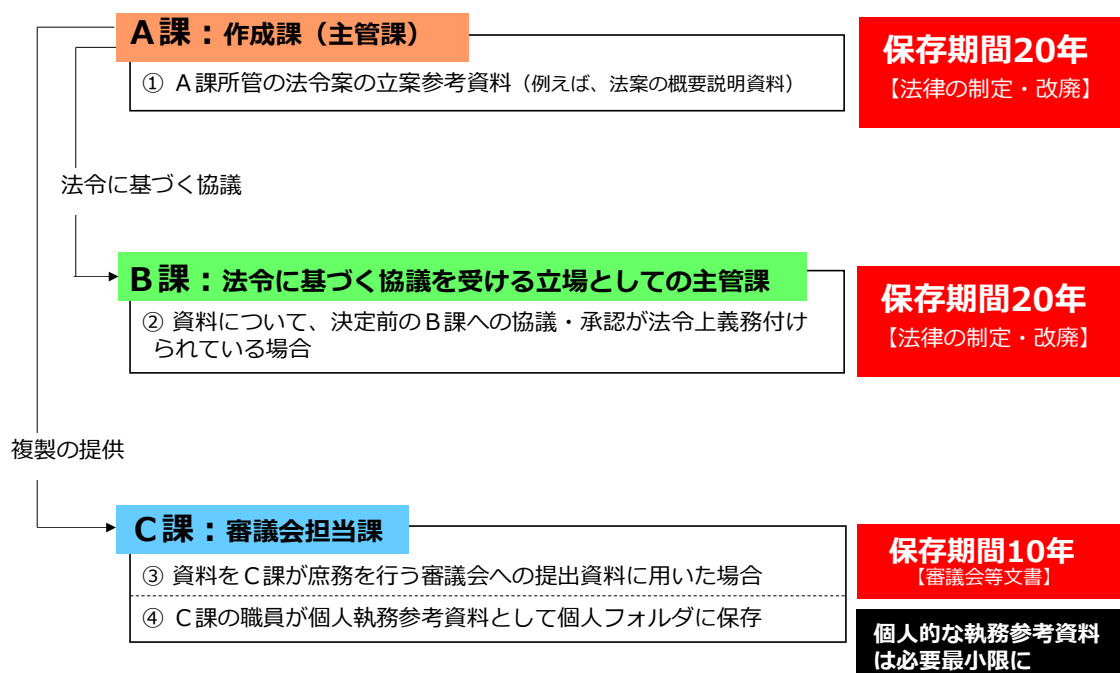 A課：作成課（主管課）
① A課所管の法令案の立案参考資料（例えば、法案の概要説明資料）
保存期間20年
【法律の制定・改廃】
法令に基づく協議
B課：法令に基づく協議を受ける立場としての主管課
② 資料について、決定前のB課への協議・承認が法令上義務付け
られている場合
保存期間20年
【法律の制定・改廃】
複製の提供
C課：審議会担当課
③ 資料をC課が庶務を行う審議会への提出資料に用いた場合
④ C課の職員が個人執務参考資料として個人フォルダに保存
保存期間10年
【審議会等文書】
個人的な執務参考資料
は必要最小限に